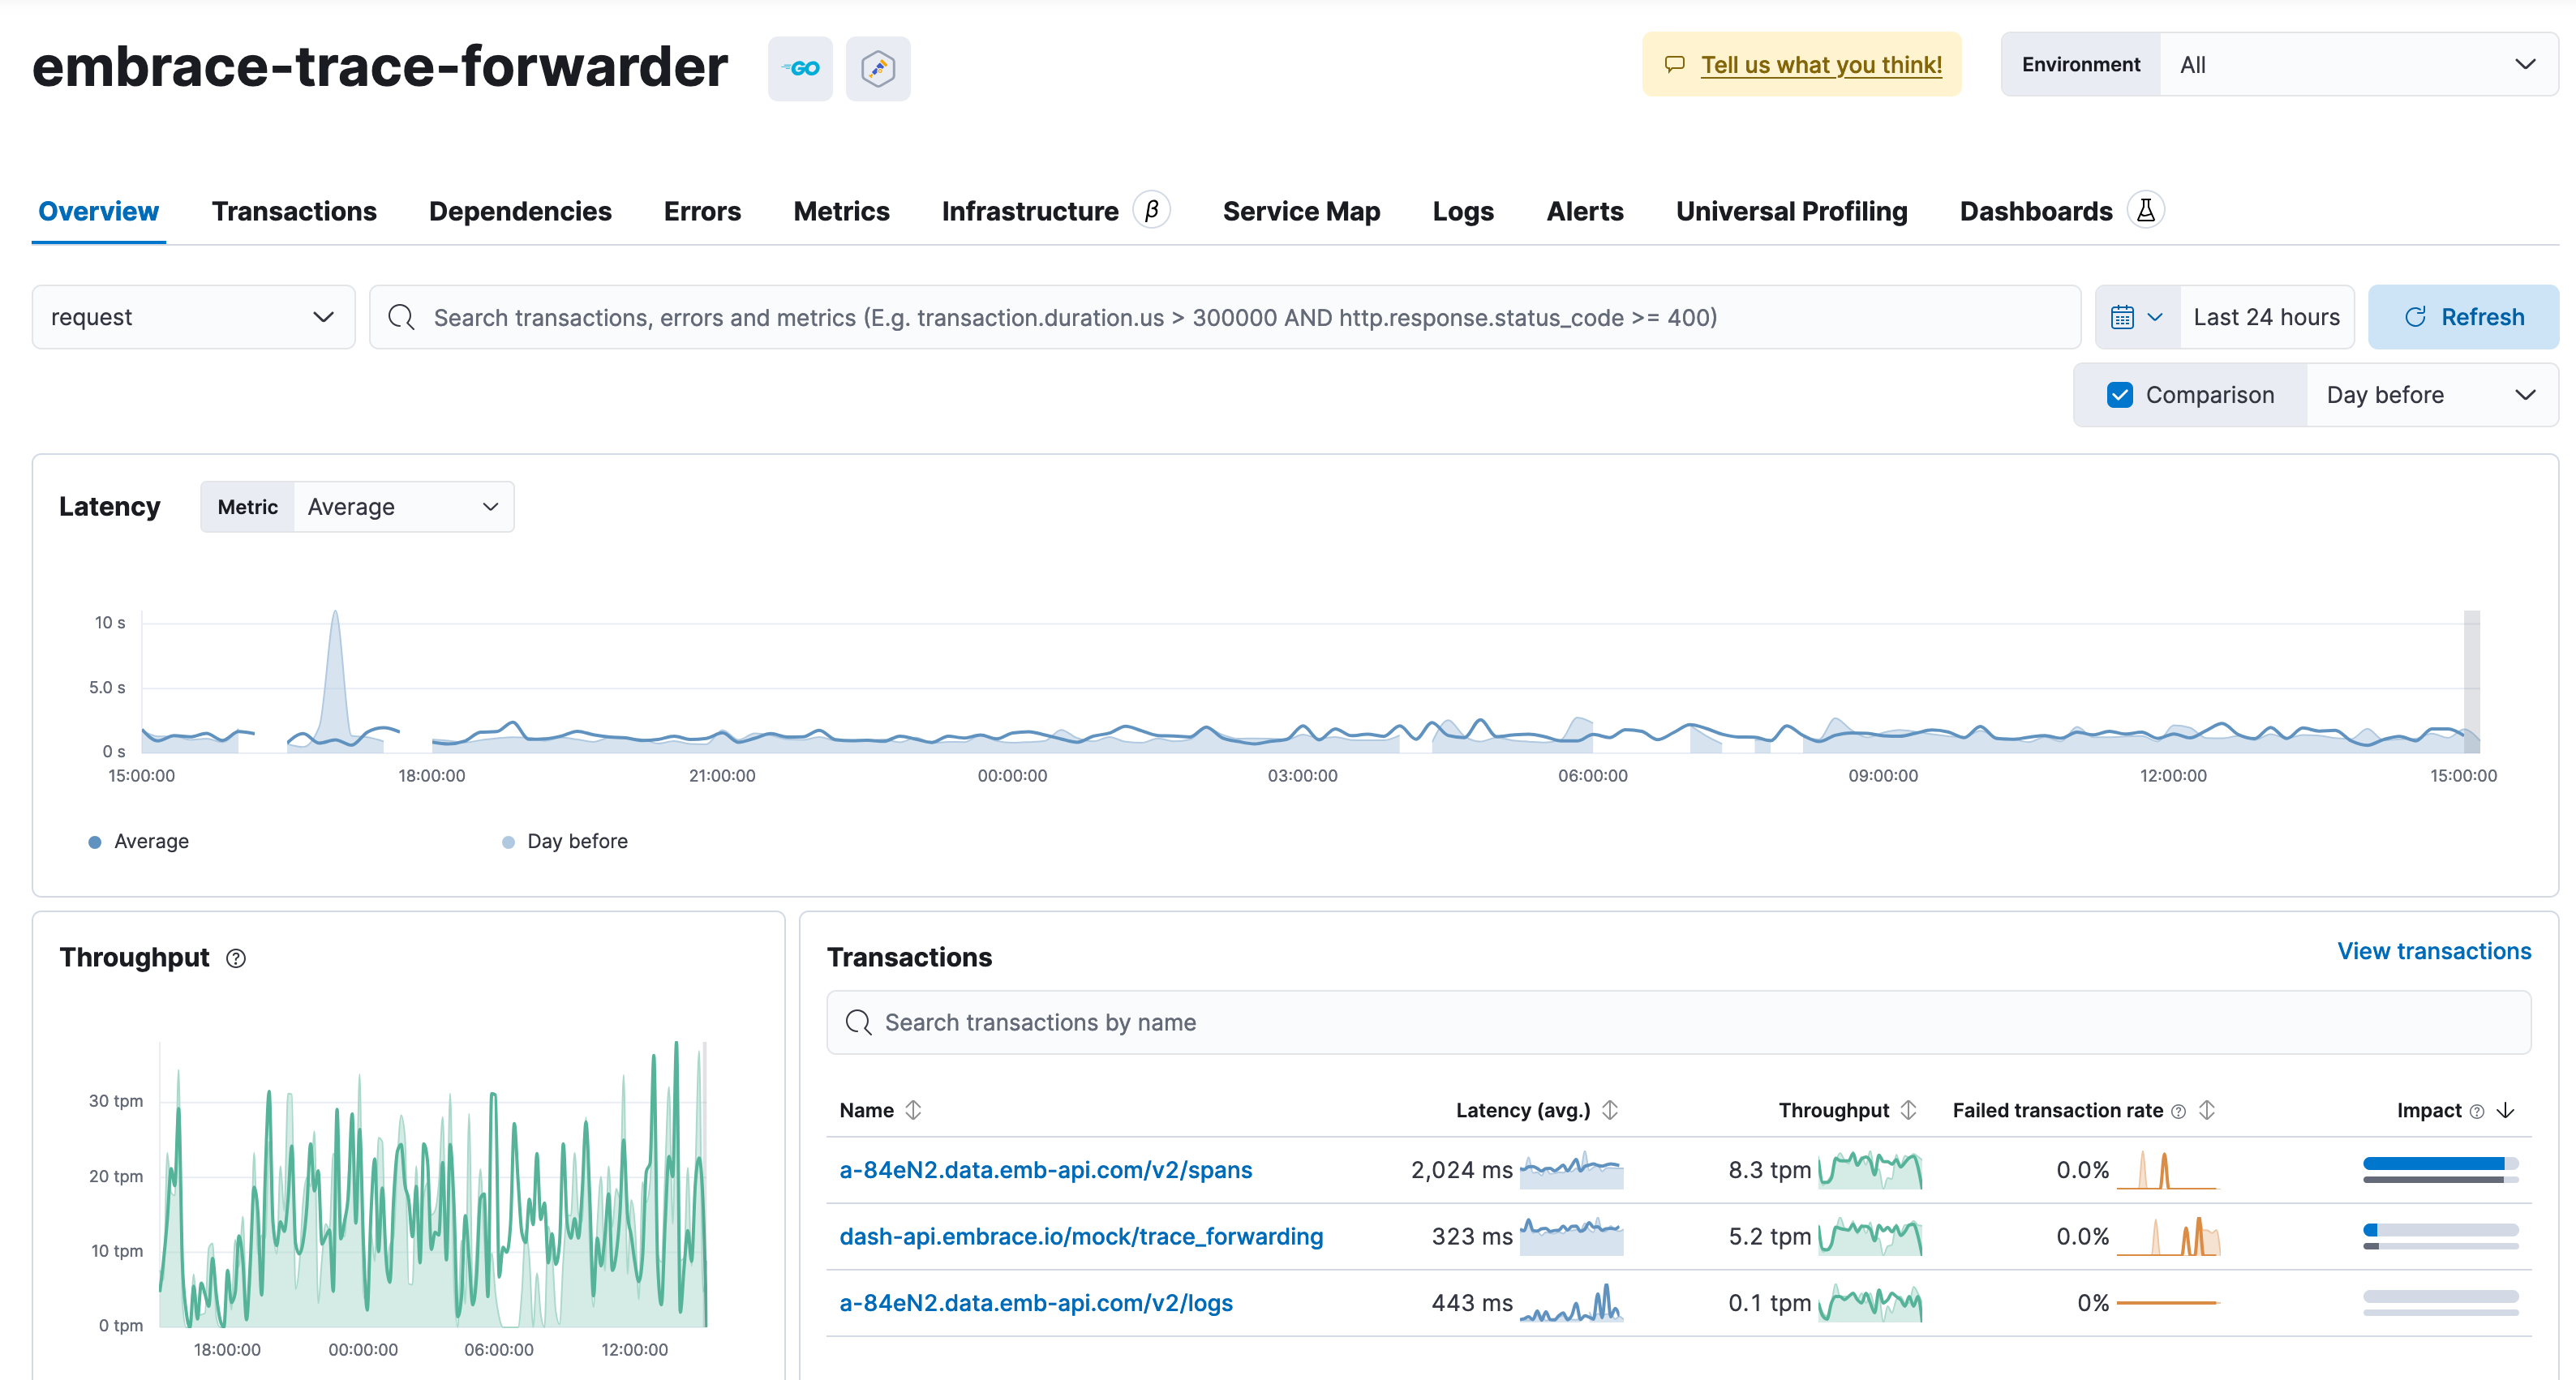 embrace-trace-forwarder
GO
Tell us what you think!
Environment All
Overview Transactions Dependencies Errors Metrics Infrastructure β Service Map Logs Alerts Universal Profiling Dashboards
request
Search transactions, errors and metrics (E.g. transaction.duration.us > 300000 AND http.response.status_code >= 400)
Last 24 hours
Refresh
Comparison Day before
Latency Metric Average
10 s
5.0 s
0 s
15:00:00 18:00:00 21:00:00 00:00:00 03:00:00 06:00:00 09:00:00 12:00:00 15:00:00
Average Day before
Throughput
30 tpm
20 tpm
10 tpm
0 tpm
18:00:00 00:00:00 06:00:00 12:00:00
Transactions
View transactions
Search transactions by name
Name Latency (avg.) Throughput Failed transaction rate Impact
a-84eN2.data.emb-api.com/v2/spans 2,024 ms 8.3 tpm 0.0%
dash-api.embrace.io/mock/trace_forwarding 323 ms 5.2 tpm 0.0%
a-84eN2.data.emb-api.com/v2/logs 443 ms 0.1 tpm 0%